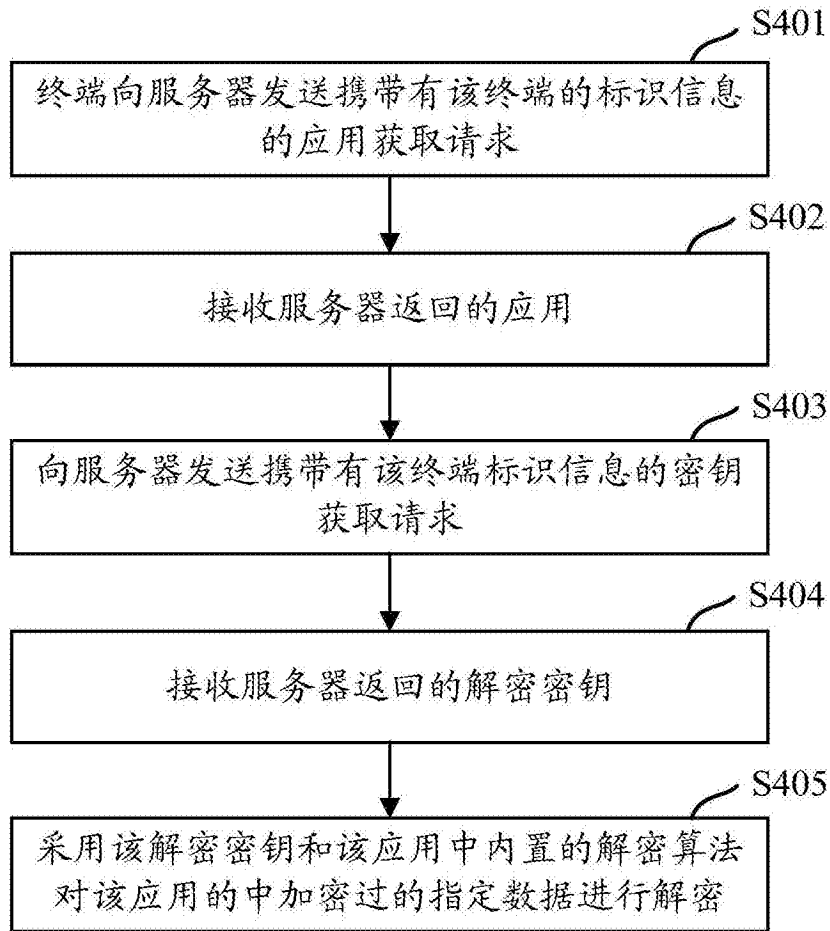 S401
终端向服务器发送携带有该终端的标识信息
的应用获取请求
S402
接收服务器返回的应用
S403
向服务器发送携带有该终端标识信息的密钥
获取请求
S404
接收服务器返回的解密密钥
S405
采用该解密密钥和该应用中内置的解密算法
对该应用的中加密过的指定数据进行解密